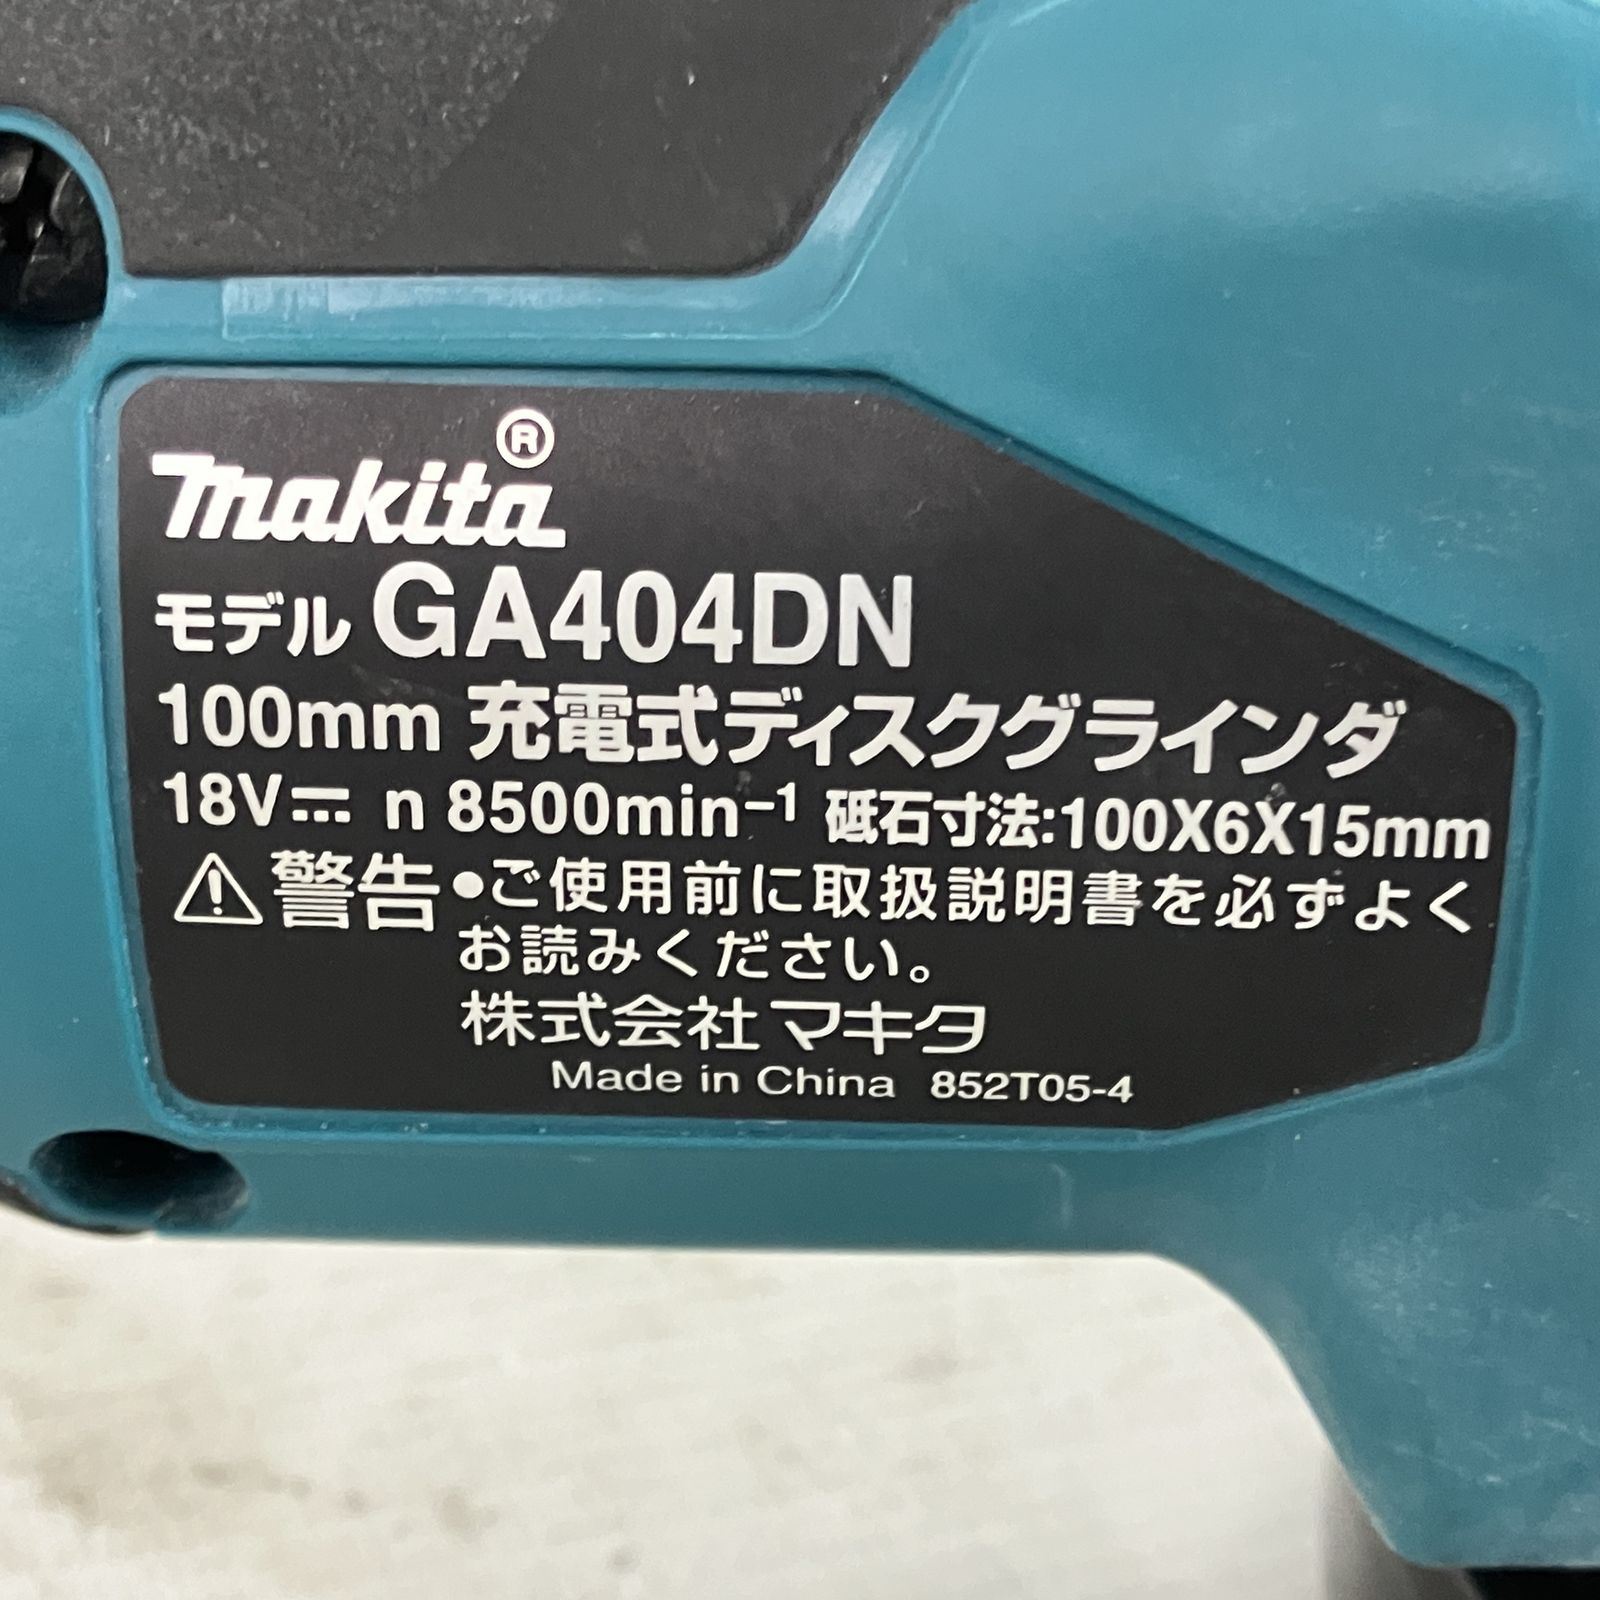 makita®
モデル GA404DN
100mm 充電式ディスクグラインダ
18V⎓ n 8500min⁻¹ 砥石寸法:100X6X15mm
⚠警告 ●ご使用前に取扱説明書を必ずよく
お読みください。
株式会社マキタ
Made in China 852T05-4